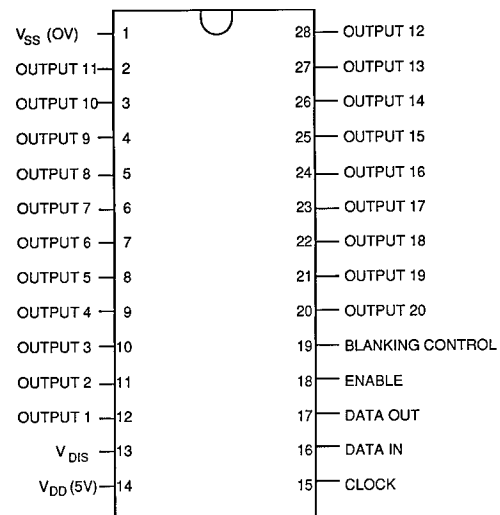 V_SS (OV) 1 28 OUTPUT 12
OUTPUT 11 2 27 OUTPUT 13
OUTPUT 10 3 26 OUTPUT 14
OUTPUT 9 4 25 OUTPUT 15
OUTPUT 8 5 24 OUTPUT 16
OUTPUT 7 6 23 OUTPUT 17
OUTPUT 6 7 22 OUTPUT 18
OUTPUT 5 8 21 OUTPUT 19
OUTPUT 4 9 20 OUTPUT 20
OUTPUT 3 10 19 BLANKING CONTROL
OUTPUT 2 11 18 ENABLE
OUTPUT 1 12 17 DATA OUT
V DIS 13 16 DATA IN
V_DD (5V) 14 15 CLOCK